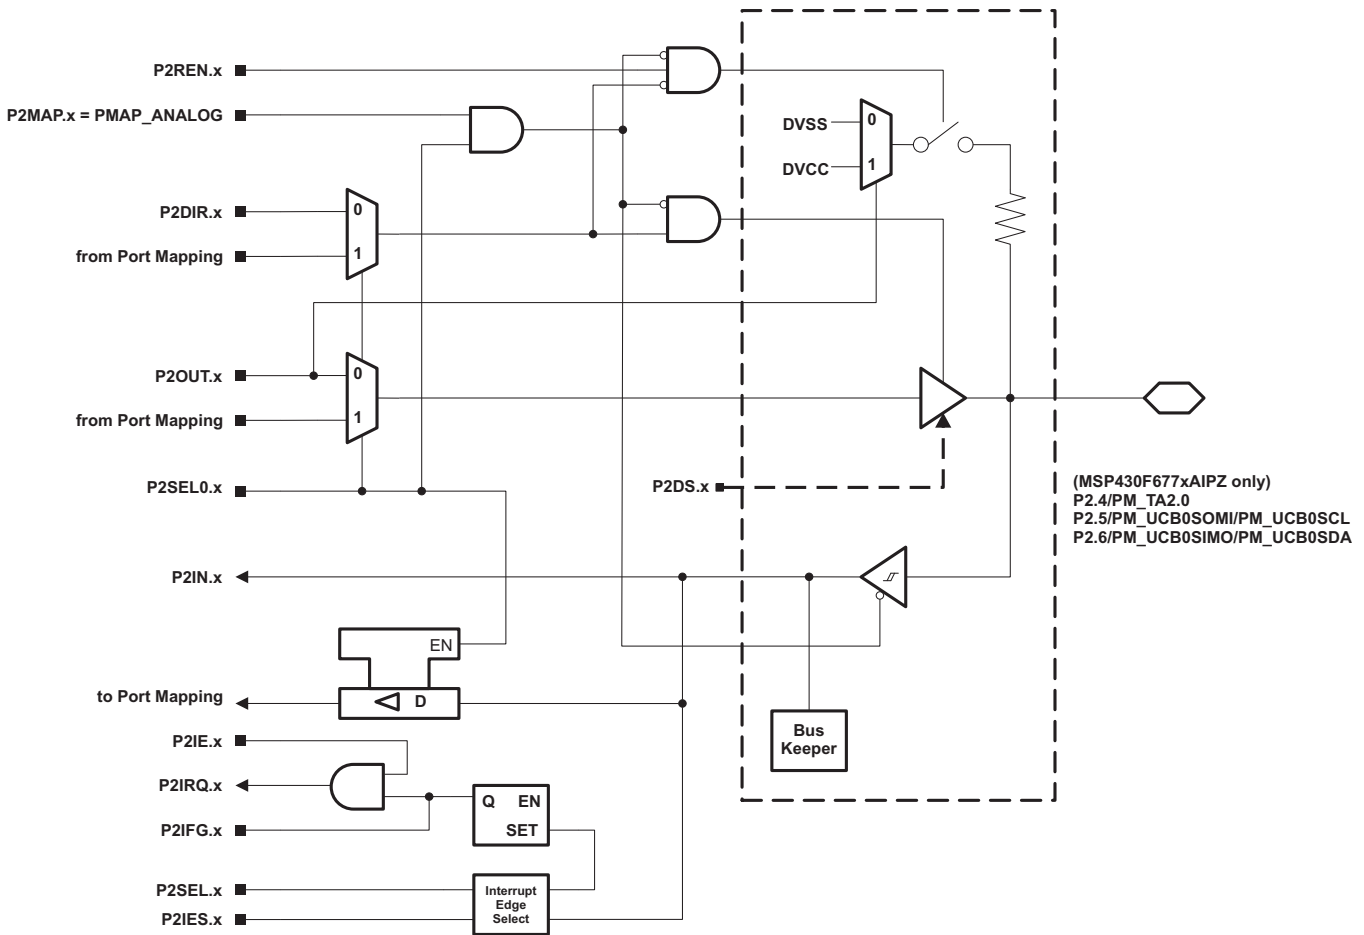 P2REN.x
P2MAP.x = PMAP_ANALOG
DVSS
0
DVCC
1
P2DIR.x
0
from Port Mapping
1
P2OUT.x
0
from Port Mapping
1
P2SEL0.x
P2DS.x
(MSP430F677xAIPZ only)
P2.4/PM_TA2.0
P2.5/PM_UCB0SOMI/PM_UCB0SCL
P2.6/PM_UCB0SIMO/PM_UCB0SDA
P2IN.x
EN
to Port Mapping
D
Bus
Keeper
P2IE.x
P2IRQ.x
Q EN
SET
P2IFG.x
P2SEL.x
P2IES.x
Interrupt
Edge
Select